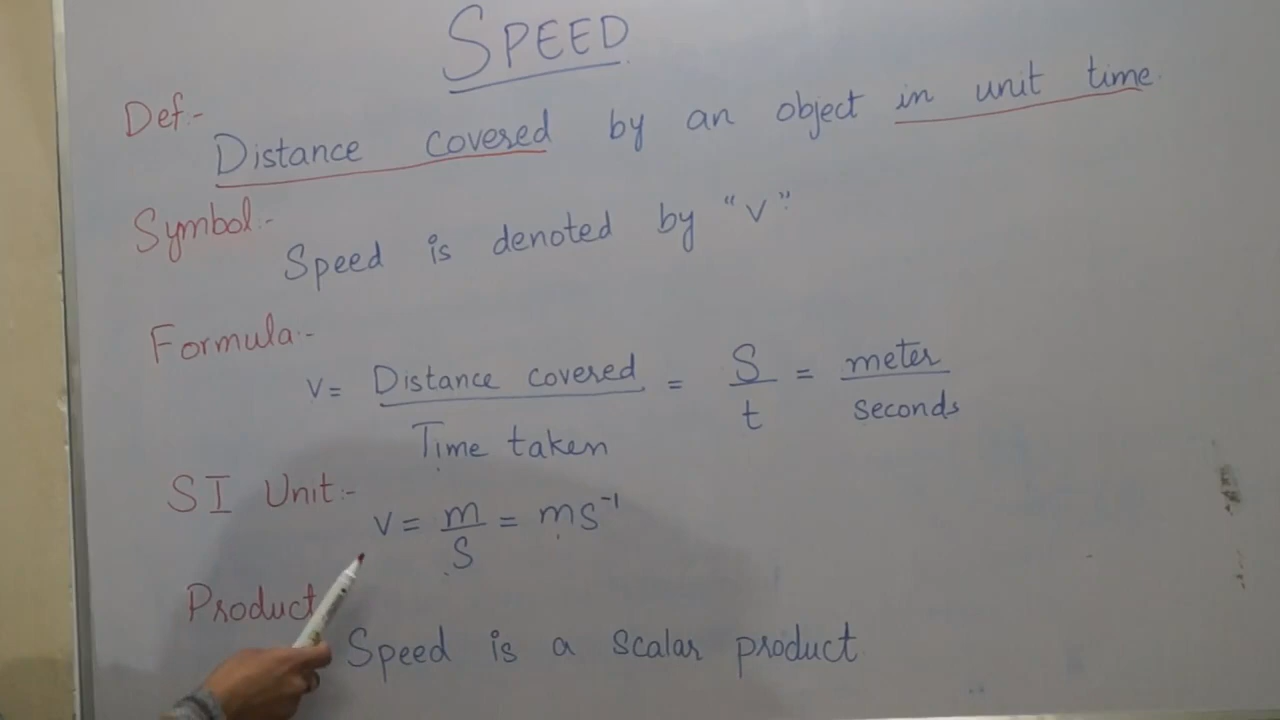 SPEED
Def:-
Distance covered by an object in unit time.
Symbol:-
Speed is denoted by "v".
Formula:-
v = Distance covered / Time taken = S / t = meter / seconds
SI Unit:-
v = m / s = ms⁻¹
Product
Speed is a scalar product